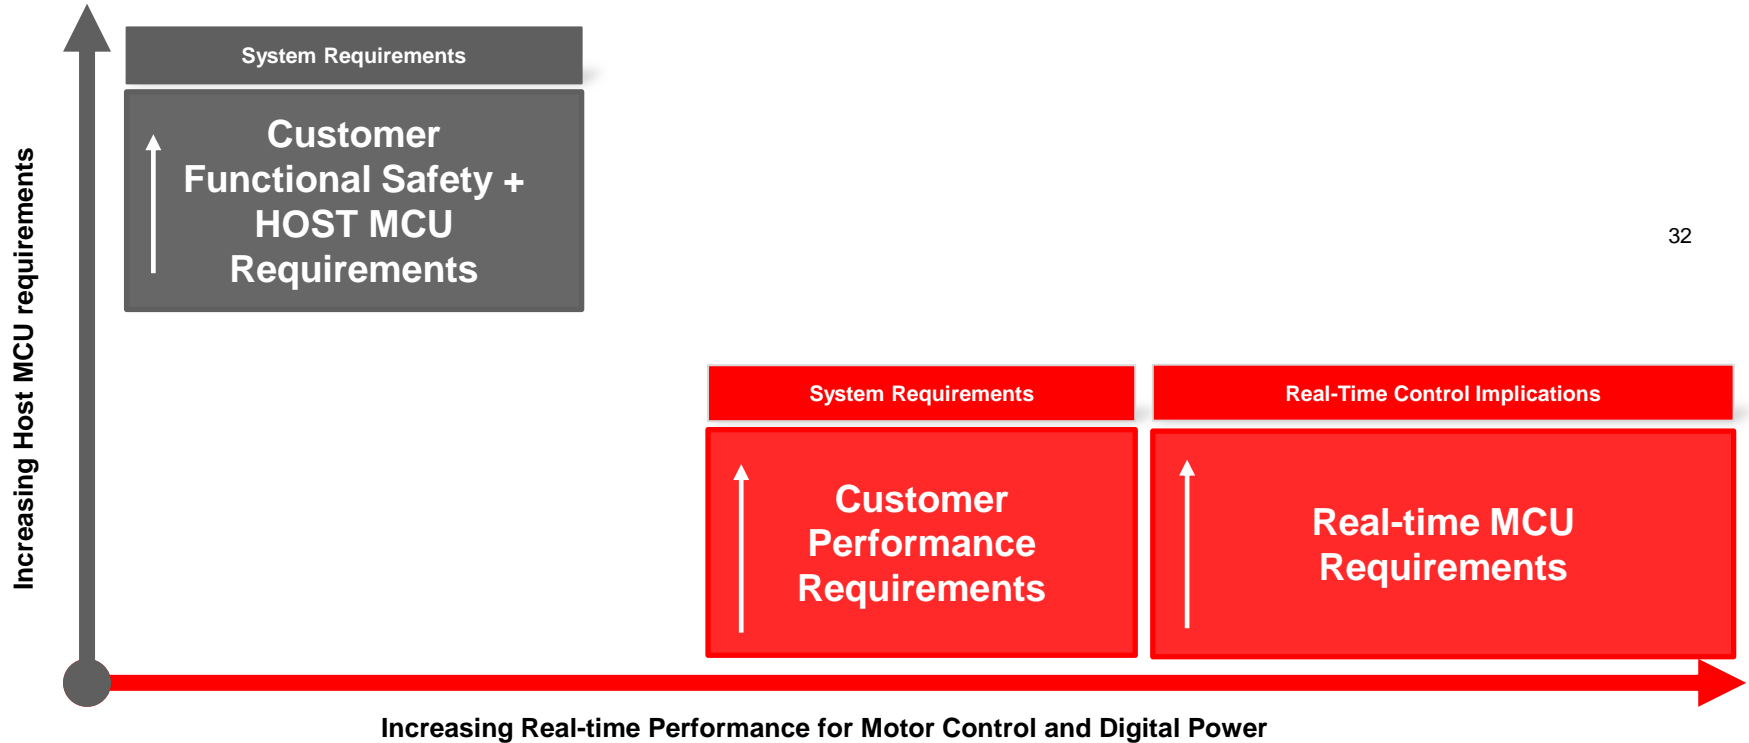 System Requirements
Customer
Functional Safety +
HOST MCU
Requirements
Increasing Host MCU requirements
32
System Requirements
Customer
Performance
Requirements
Real-Time Control Implications
Real-time MCU
Requirements
Increasing Real-time Performance for Motor Control and Digital Power